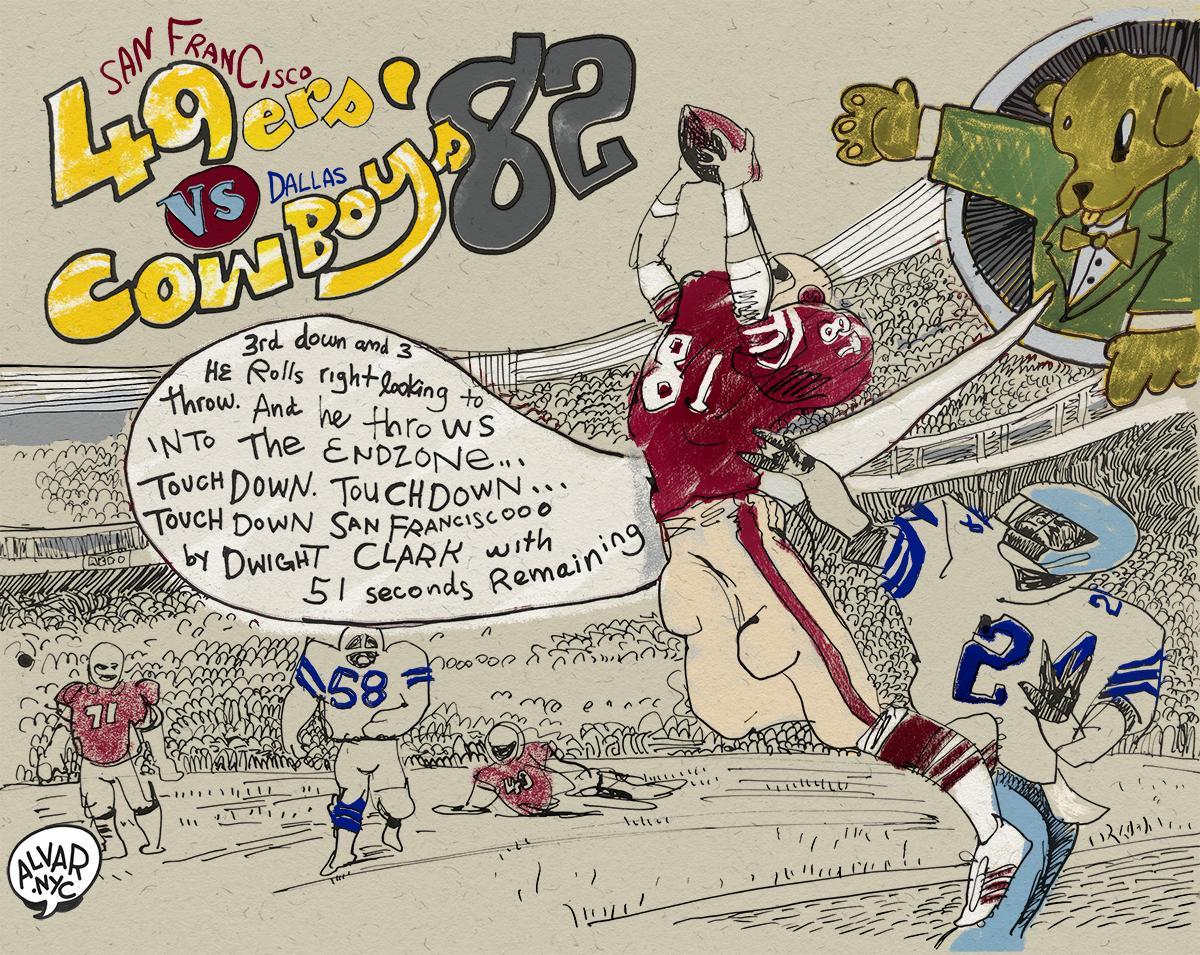 SAN FRANCISCO
49ers'
VS DALLAS
COWBOYS'
82
3rd down and 3
HE Rolls right looking to
throw. And he throws
INTO THE ENDZONE...
TOUCHDOWN. TOUCHDOWN...
TOUCHDOWN SAN FRANCISCOOO
by DWIGHT CLARK with
51 seconds Remaining
81
24
58
71
49
ALVAR
.NYC